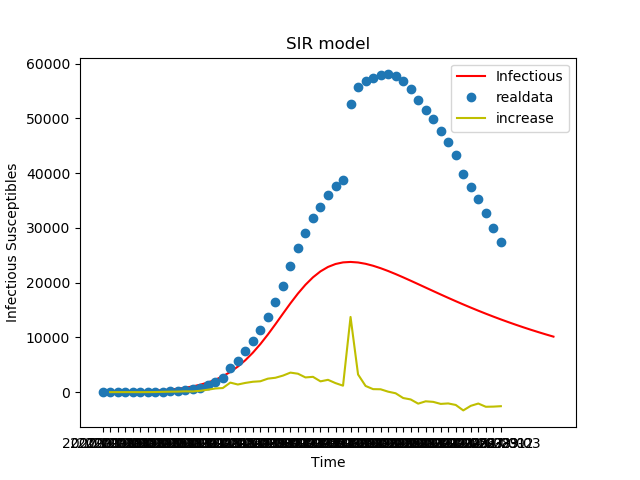 SIR model
Infectious
realdata
increase
60000
50000
40000
30000
20000
10000
0
Infectious Susceptibles
Time